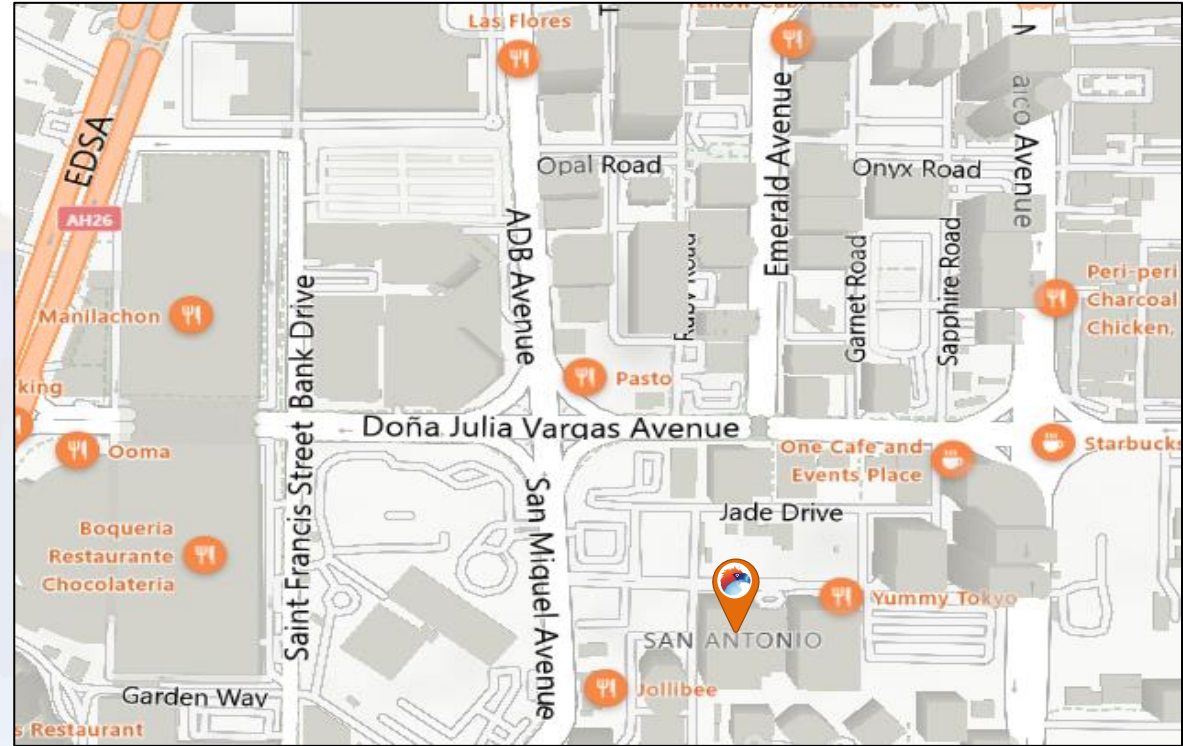 Las Flores
EDSA
AH26
Opal Road
Onyx Road
Emerald Avenue
Avenue
ADB Avenue
Garnet Road
Sapphire Road
Saint Francis Street Bank Drive
Manilachon
Peri-peri
Charcoal
Chicken,
Pasto
king
Doña Julia Vargas Avenue
Ooma
One Cafe and
Events Place
Starbucks
San Miquel Avenue
Jade Drive
Boqueria
Restaurante
Chocolateria
Yummy Tokyo
SAN ANTONIO
Jollibee
Garden Way
s Restaurant